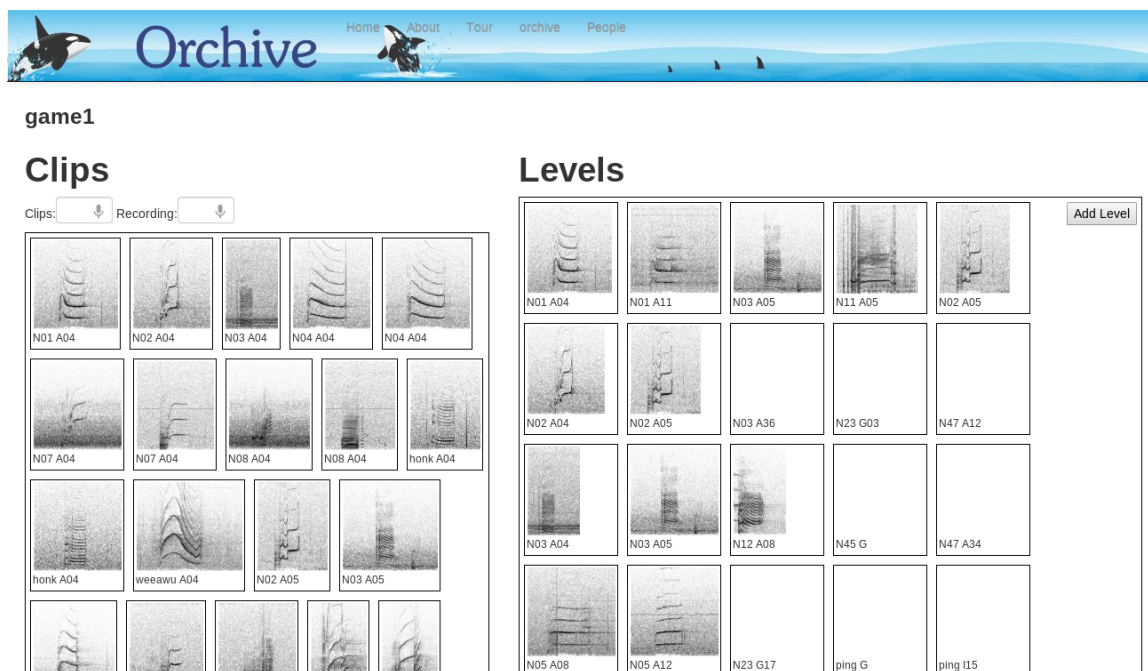 Orchive
Home About Tour orchive People
game1
Clips
Clips: Recording:
N01 A04 N02 A04 N03 A04 N04 A04 N04 A04
N07 A04 N07 A04 N08 A04 N08 A04 honk A04
honk A04 weeawu A04 N02 A05 N03 A05
Levels
Add Level
N01 A04 N01 A11 N03 A05 N11 A05 N02 A05
N02 A04 N02 A05 N03 A36 N23 G03 N47 A12
N03 A04 N03 A05 N12 A08 N45 G N47 A34
N05 A08 N05 A12 N23 G17 ping G ping I15